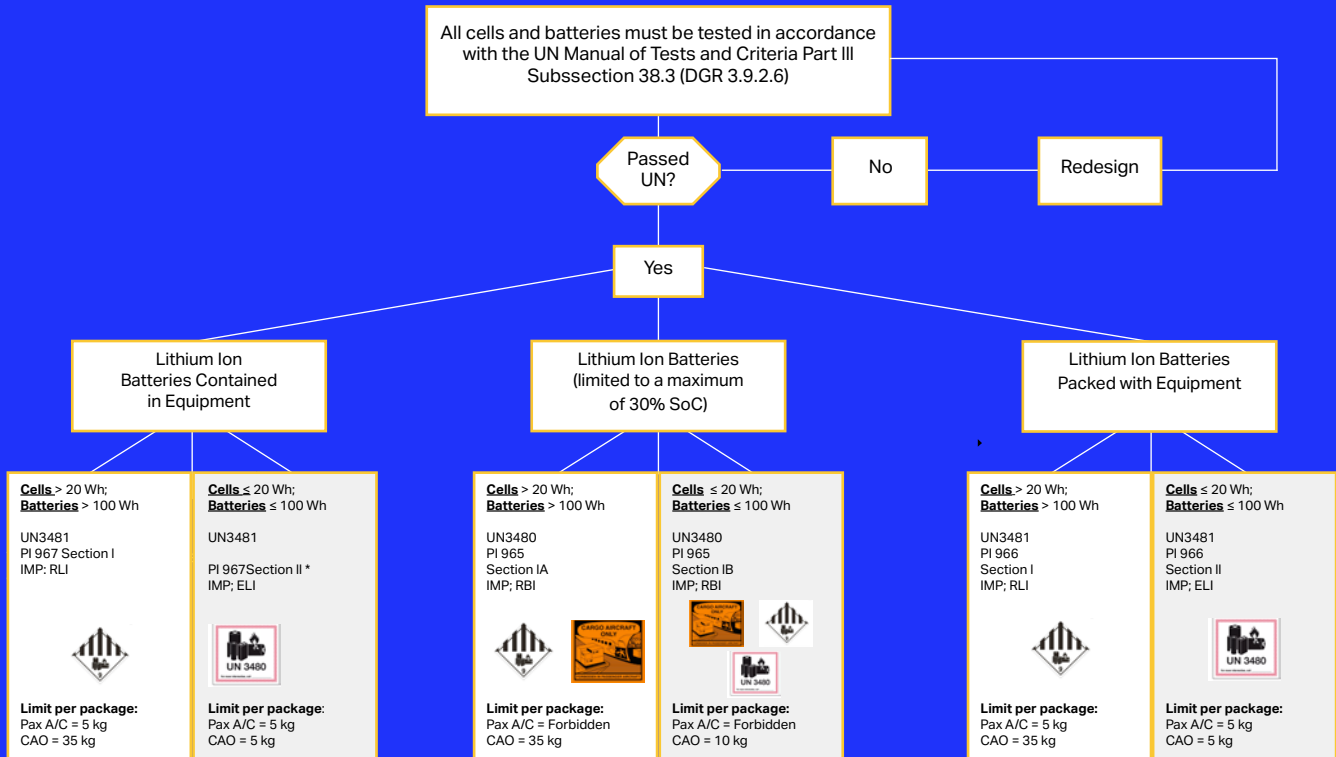 All cells and batteries must be tested in accordance
with the UN Manual of Tests and Criteria Part III
Subssection 38.3 (DGR 3.9.2.6)
Passed
UN?
No
Redesign
Yes
Lithium Ion
Batteries Contained
in Equipment
Lithium Ion Batteries
(limited to a maximum
of 30% SoC)
Lithium Ion Batteries
Packed with Equipment
Cells > 20 Wh;
Batteries > 100 Wh
UN3481
PI 967 Section I
IMP: RLI
9
Limit per package:
Pax A/C = 5 kg
CAO = 35 kg
Cells ≤ 20 Wh;
Batteries ≤ 100 Wh
UN3481
PI 967Section II *
IMP; ELI
UN 3480
Limit per package:
Pax A/C = 5 kg
CAO = 5 kg
Cells > 20 Wh;
Batteries > 100 Wh
UN3480
PI 965
Section IA
IMP; RBI
9
CARGO AIRCRAFT
ONLY
Limit per package:
Pax A/C = Forbidden
CAO = 35 kg
Cells ≤ 20 Wh;
Batteries ≤ 100 Wh
UN3480
PI 965
Section IB
IMP; RBI
CARGO AIRCRAFT
ONLY
UN 3480
Limit per package:
Pax A/C = Forbidden
CAO = 10 kg
Cells > 20 Wh;
Batteries > 100 Wh
UN3481
PI 966
Section I
IMP; RLI
9
Limit per package:
Pax A/C = 5 kg
CAO = 35 kg
Cells ≤ 20 Wh;
Batteries ≤ 100 Wh
UN3481
PI 966
Section II
IMP; ELI
UN 3480
Limit per package:
Pax A/C = 5 kg
CAO = 5 kg